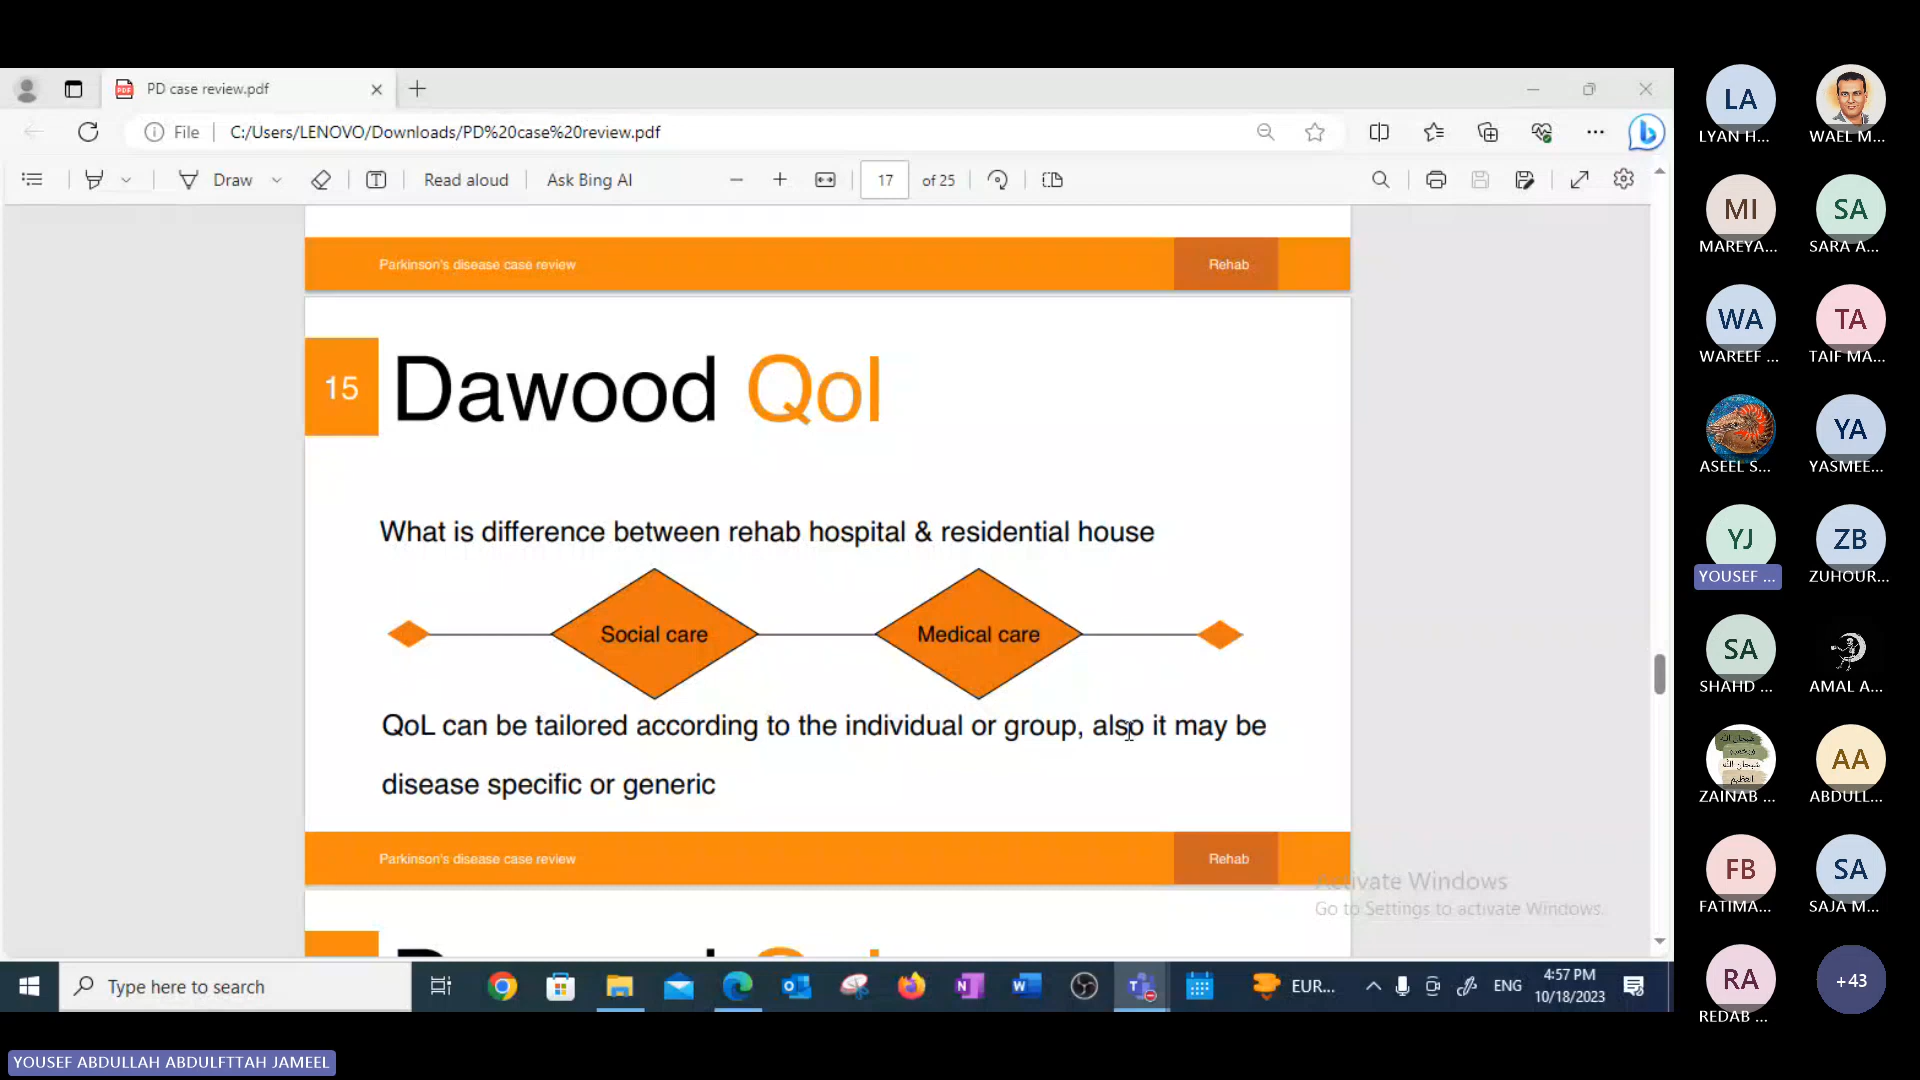 PD case review.pdf
File
C:/Users/LENOVO/Downloads/PD%20case%20review.pdf
Draw
Read aloud
Ask Bing AI
17
of 25
Parkinson's disease case review
Rehab
15
Dawood Qol
What is difference between rehab hospital & residential house
Social care
Medical care
QoL can be tailored according to the individual or group, also it may be
disease specific or generic
Parkinson's disease case review
Rehab
Activate Windows
Go to Settings to activate Windows.
Type here to search
EUR...
ENG
4:57 PM
10/18/2023
LA
LYAN H...
WAEL M...
MI
MAREYA...
SA
SARA A...
WA
WAREEF ...
TA
TAIF MA...
ASEEL S...
YA
YASMEE...
YJ
YOUSEF ...
ZB
ZUHOUR...
SA
SHAHD ...
AMAL A...
ZAINAB ...
AA
ABDULL...
FB
FATIMA...
SA
SAJA M...
RA
REDAB ...
+43
YOUSEF ABDULLAH ABDULFTTAH JAMEEL